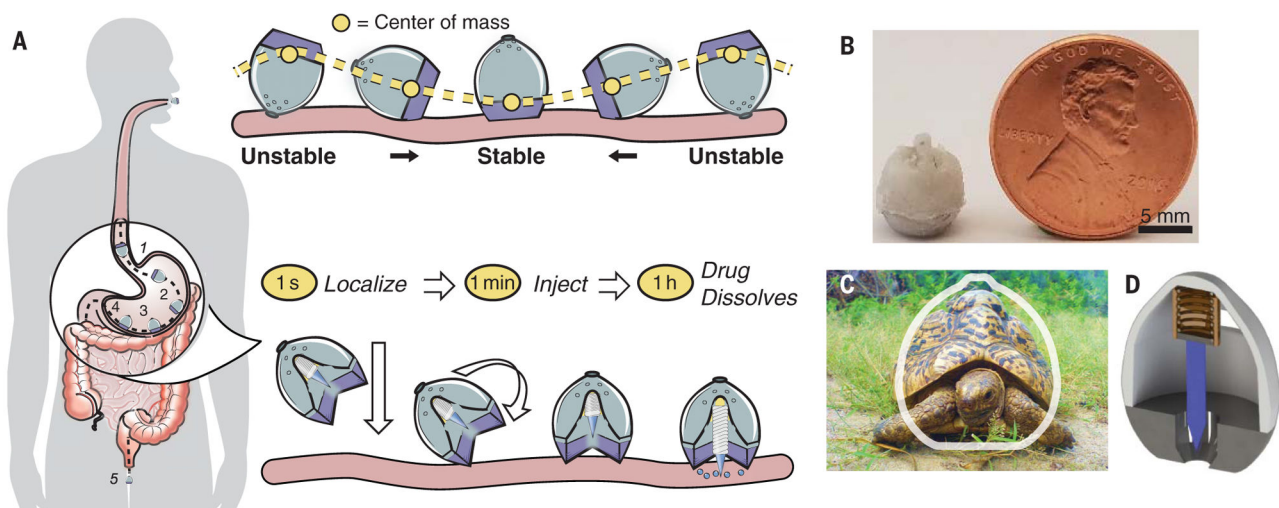 A
= Center of mass
Unstable
Stable
Unstable
1
2
3
4
5
1 s
Localize
1 min
Inject
1 h
Drug
Dissolves
B
IN GOD WE TRUST
LIBERTY
5 mm
C
D